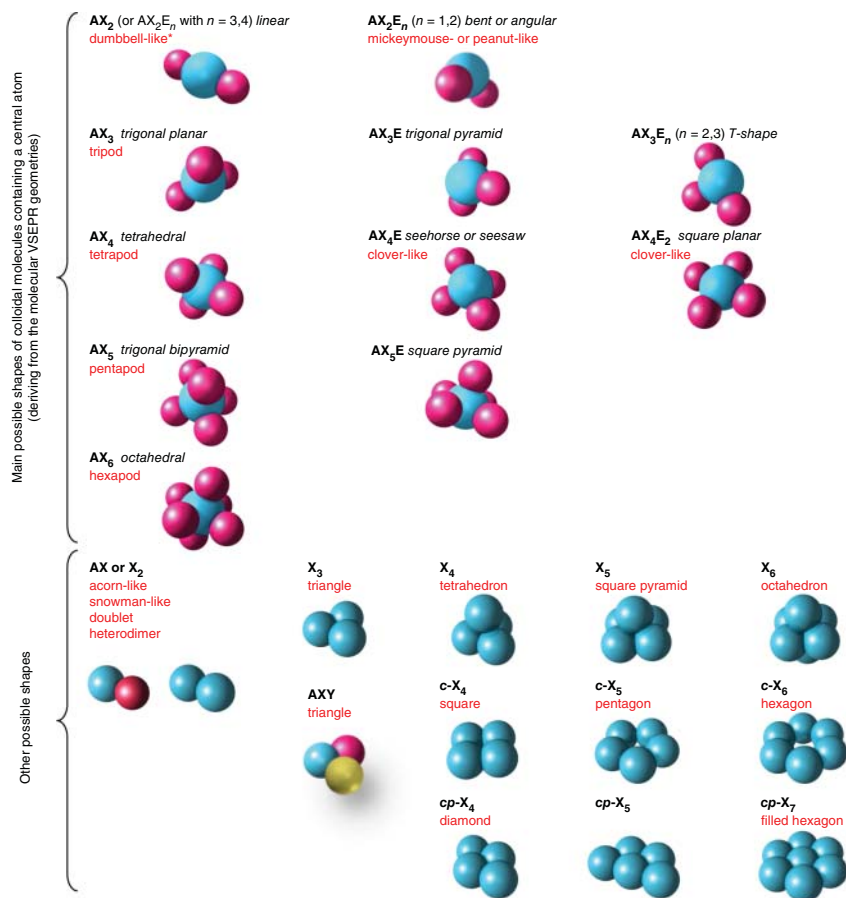 Main possible shapes of colloidal molecules containing a central atom
(deriving from the molecular VSEPR geometries)
AX2 (or AX2En with n = 3,4) linear
dumbbell-like*
AX2En (n = 1,2) bent or angular
mickeymouse- or peanut-like
AX3 trigonal planar
tripod
AX3E trigonal pyramid
AX3En (n = 2,3) T-shape
AX4 tetrahedral
tetrapod
AX4E seehorse or seesaw
clover-like
AX4E2 square planar
clover-like
AX5 trigonal bipyramid
pentapod
AX5E square pyramid
AX6 octahedral
hexapod
Other possible shapes
AX or X2
acorn-like
snowman-like
doublet
heterodimer
X3
triangle
X4
tetrahedron
X5
square pyramid
X6
octahedron
AXY
triangle
c-X4
square
c-X5
pentagon
c-X6
hexagon
cp-X4
diamond
cp-X5
cp-X7
filled hexagon